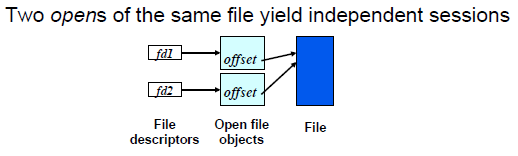 Two opens of the same file yield independent sessions
fd1
offset
fd2
offset
File descriptors
Open file objects
File